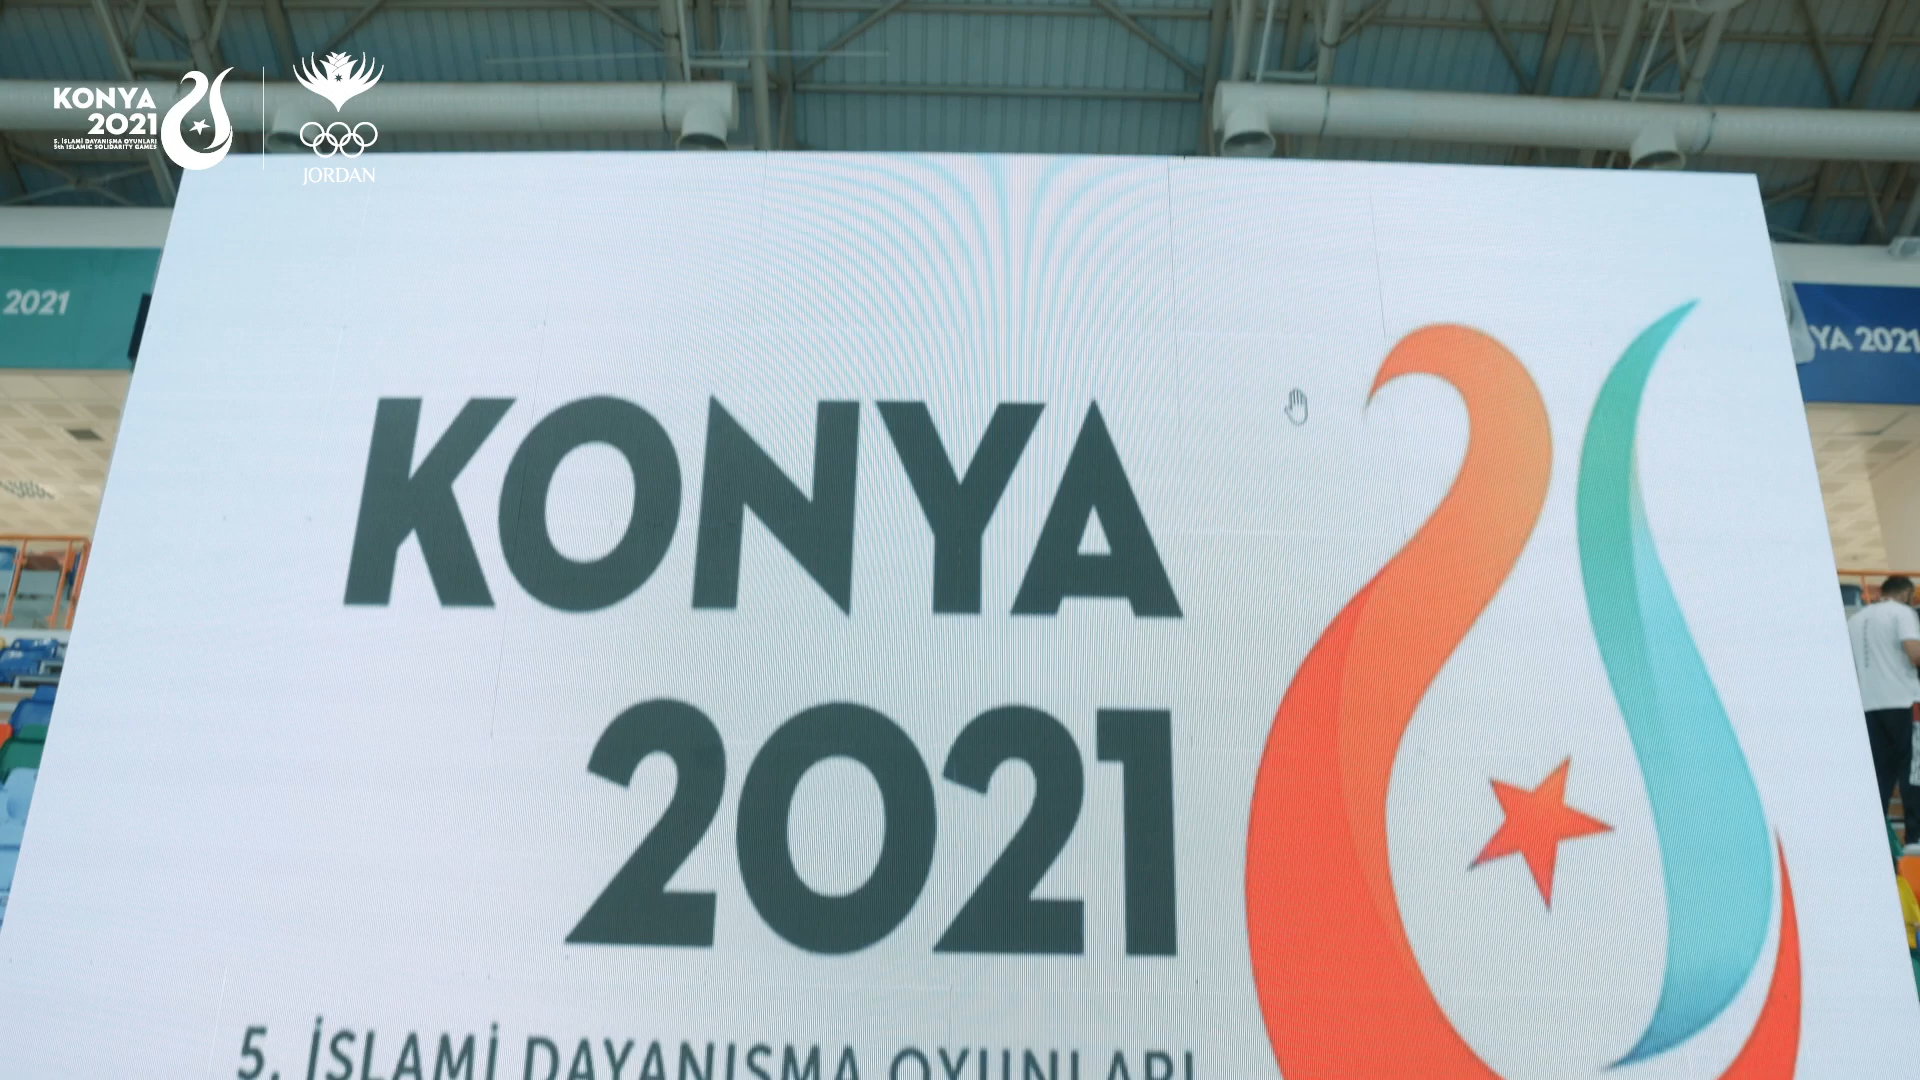 KONYA
2021
5. İSLAMİ DAYANIŞMA OYUNLARI
5th ISLAMIC SOLIDARITY GAMES
JORDAN
2021
YA 2021
KONYA
2021
5. İSLAMİ DAYANIŞMA OYUNLARI